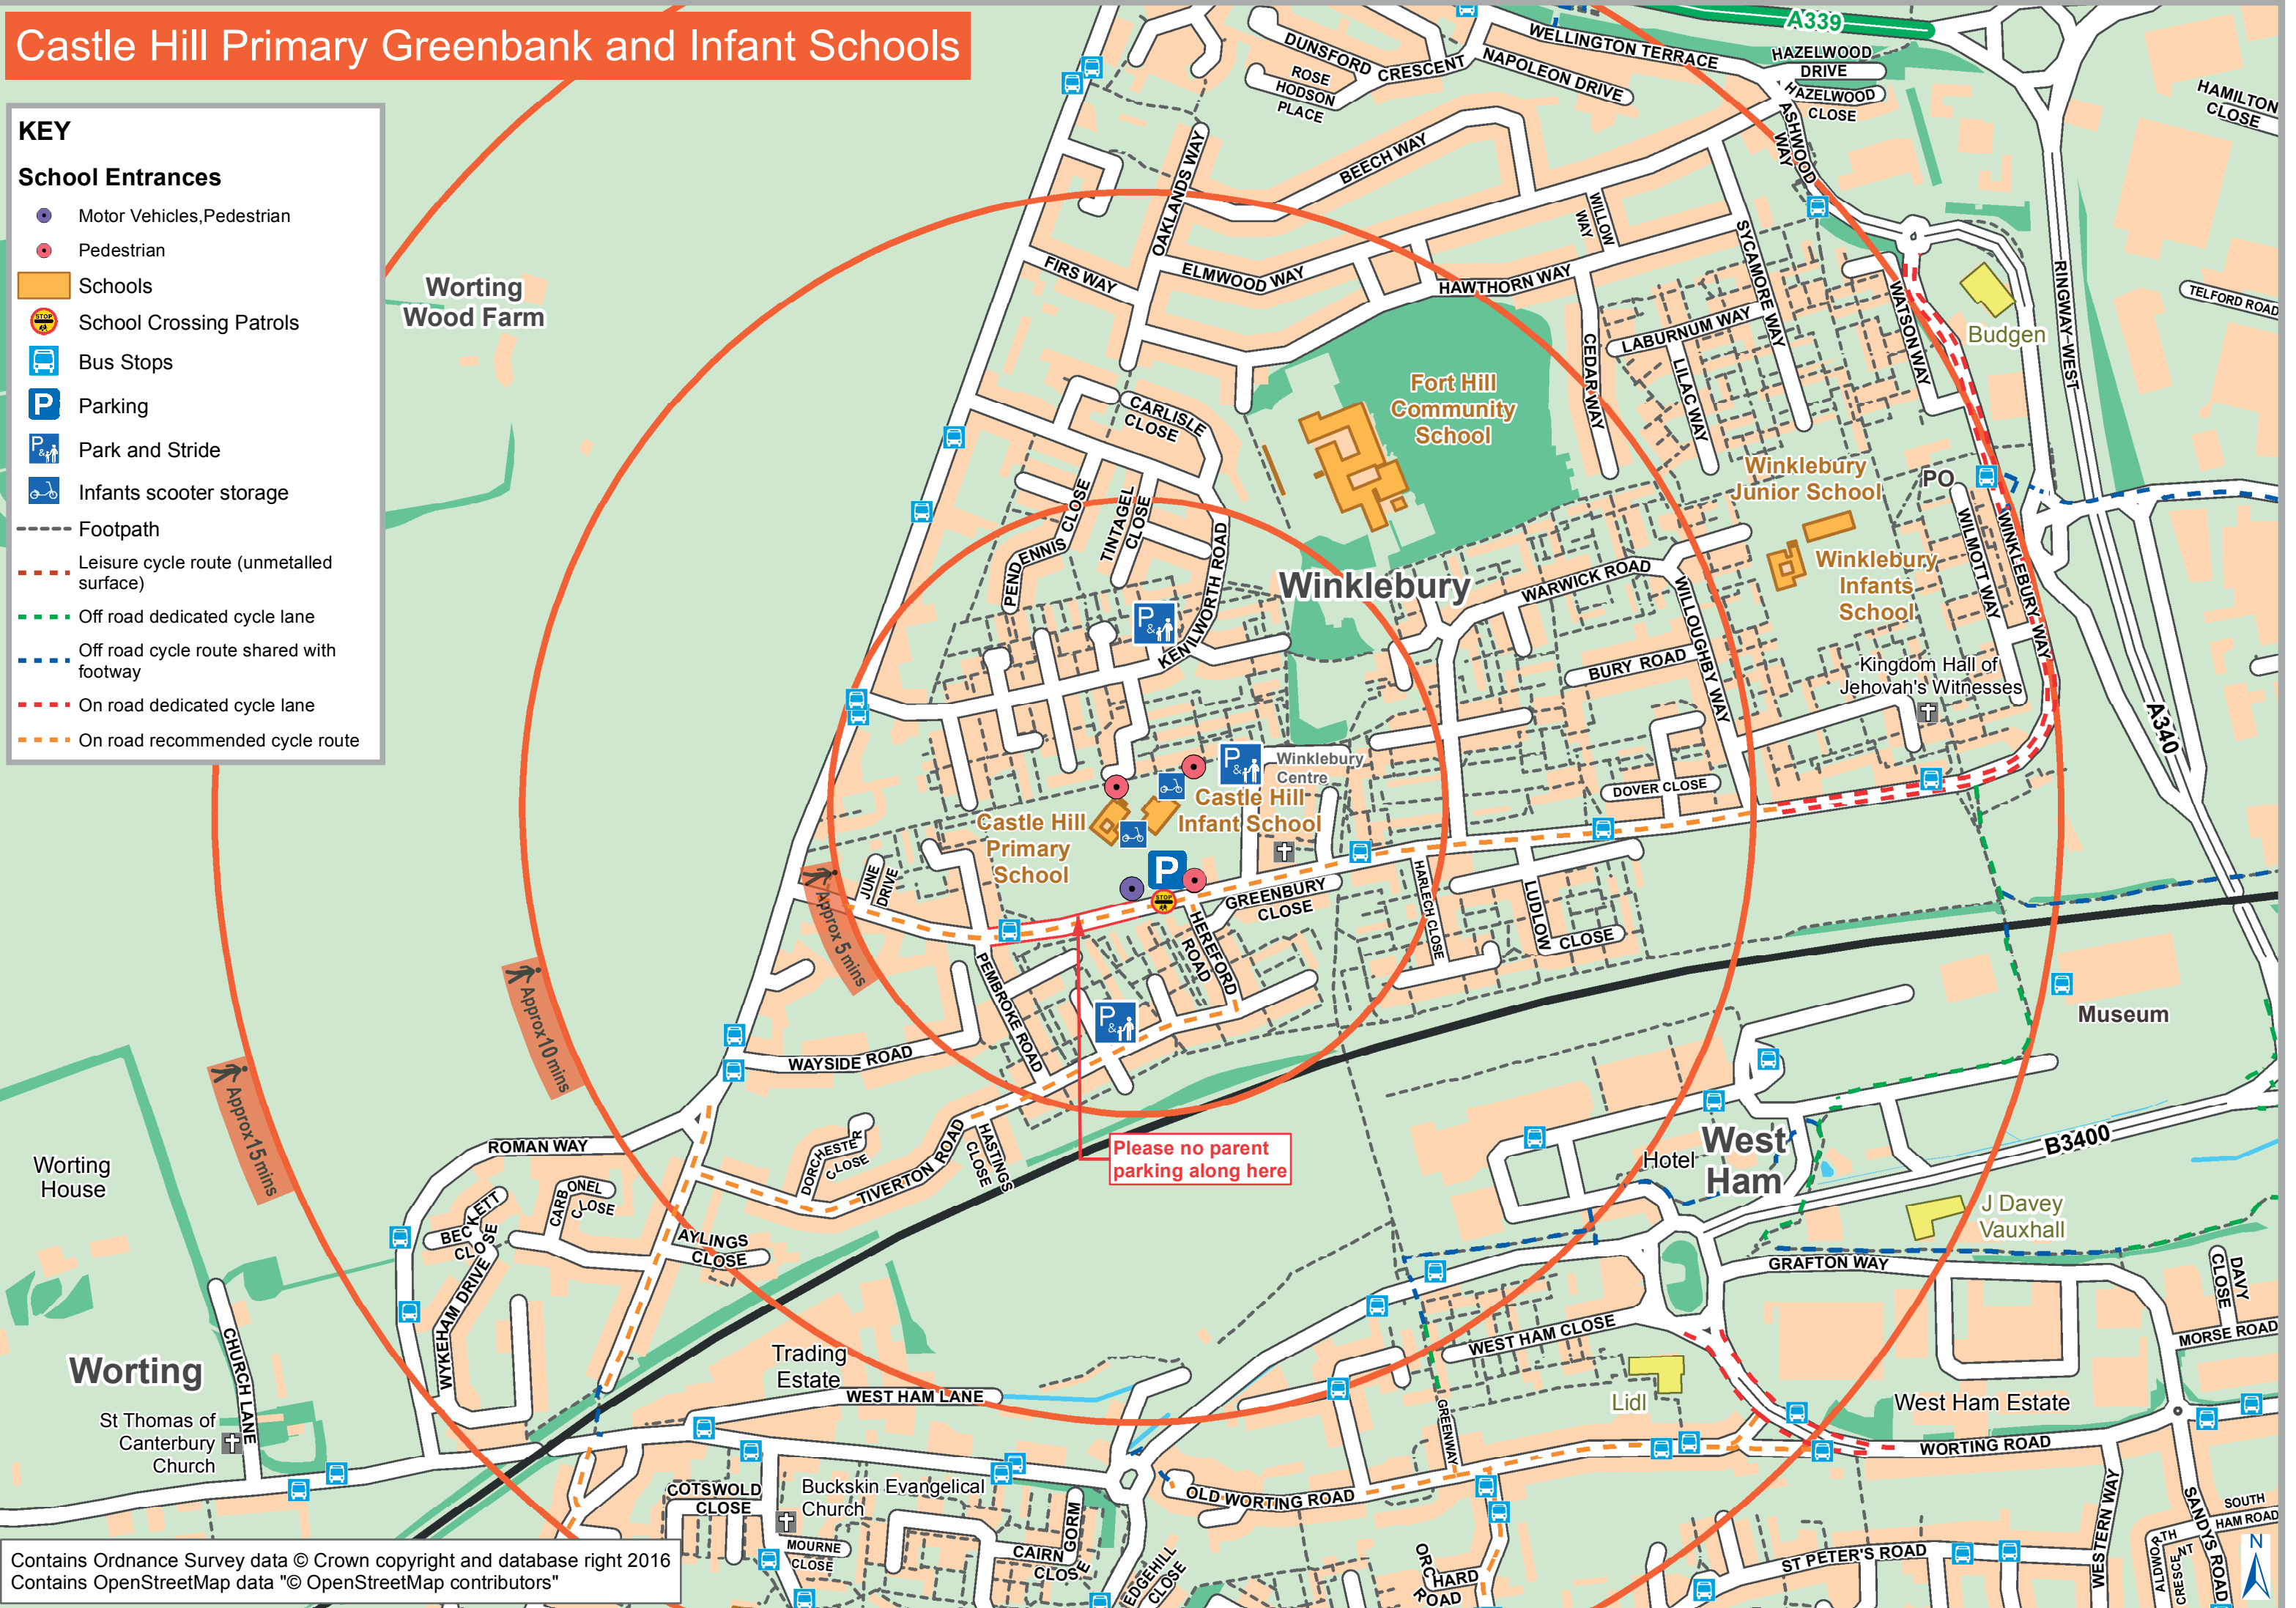 Castle Hill Primary Greenbank and Infant Schools
KEY
School Entrances
Motor Vehicles,Pedestrian
Pedestrian
Schools
School Crossing Patrols
Bus Stops
Parking
Park and Stride
Infants scooter storage
Footpath
Leisure cycle route (unmetalled
surface)
Off road dedicated cycle lane
Off road cycle route shared with
footway
On road dedicated cycle lane
On road recommended cycle route
A339
WELLINGTON TERRACE
HAZELWOOD
DRIVE
HAZELWOOD
CLOSE
HAMILTON
CLOSE
DUNSFORD CRESCENT
ROSE
HODSON
PLACE
NAPOLEON DRIVE
ASHWOOD
WAY
BEECH WAY
OAKLANDS WAY
WILLOW
WAY
SYCAMORE WAY
FIRS WAY
ELMWOOD WAY
HAWTHORN WAY
WATSON WAY
RINGWAY WEST
TELFORD ROAD
Budgen
Worting
Wood Farm
LABURNUM WAY
CEDAR WAY
LILAC WAY
Fort Hill
Community
School
CARLISLE
CLOSE
Winklebury
Junior School
PO
PENDENNIS CLOSE
TINTAGEL
CLOSE
KENILWORTH ROAD
Winklebury
WARWICK ROAD
WILLOUGHBY WAY
Winklebury
Infants
School
WILMOTT WAY
WINKLEBURY WAY
BURY ROAD
Kingdom Hall of
Jehovah's Witnesses
A340
Winklebury
Centre
DOVER CLOSE
Castle Hill
Infant School
Castle Hill
Primary
School
P
STOP
JUNE
DRIVE
GREENBURY
CLOSE
HARLECH CLOSE
LUDLOW
CLOSE
HEREFORD
ROAD
PEMBROKE ROAD
Approx 5 mins
Approx 10 mins
Approx 15 mins
WAYSIDE ROAD
Museum
Please no parent
parking along here
ROMAN WAY
DORCHESTER
CLOSE
TIVERTON ROAD
HASTINGS
CLOSE
Worting
House
BECKETT
CLOSE
CARBONEL
CLOSE
AYLINGS
CLOSE
WYKEHAM DRIVE
CHURCH LANE
Worting
St Thomas of
Canterbury
Church
Hotel
West
Ham
B3400
J Davey
Vauxhall
GRAFTON WAY
DAVY
CLOSE
MORSE ROAD
Trading
Estate
WEST HAM LANE
WEST HAM CLOSE
Lidl
GREENWAY
West Ham Estate
WORTING ROAD
OLD WORTING ROAD
COTSWOLD
CLOSE
Buckskin Evangelical
Church
MOURNE
CLOSE
CAIRNGORM
CLOSE
EDGEHILL
CLOSE
ORCHARD
ROAD
ST PETER'S ROAD
WESTERN WAY
SANDYS ROAD
SOUTH
HAM ROAD
ALDWORTH
CRESCENT
N
Contains Ordnance Survey data © Crown copyright and database right 2016
Contains OpenStreetMap data "© OpenStreetMap contributors"